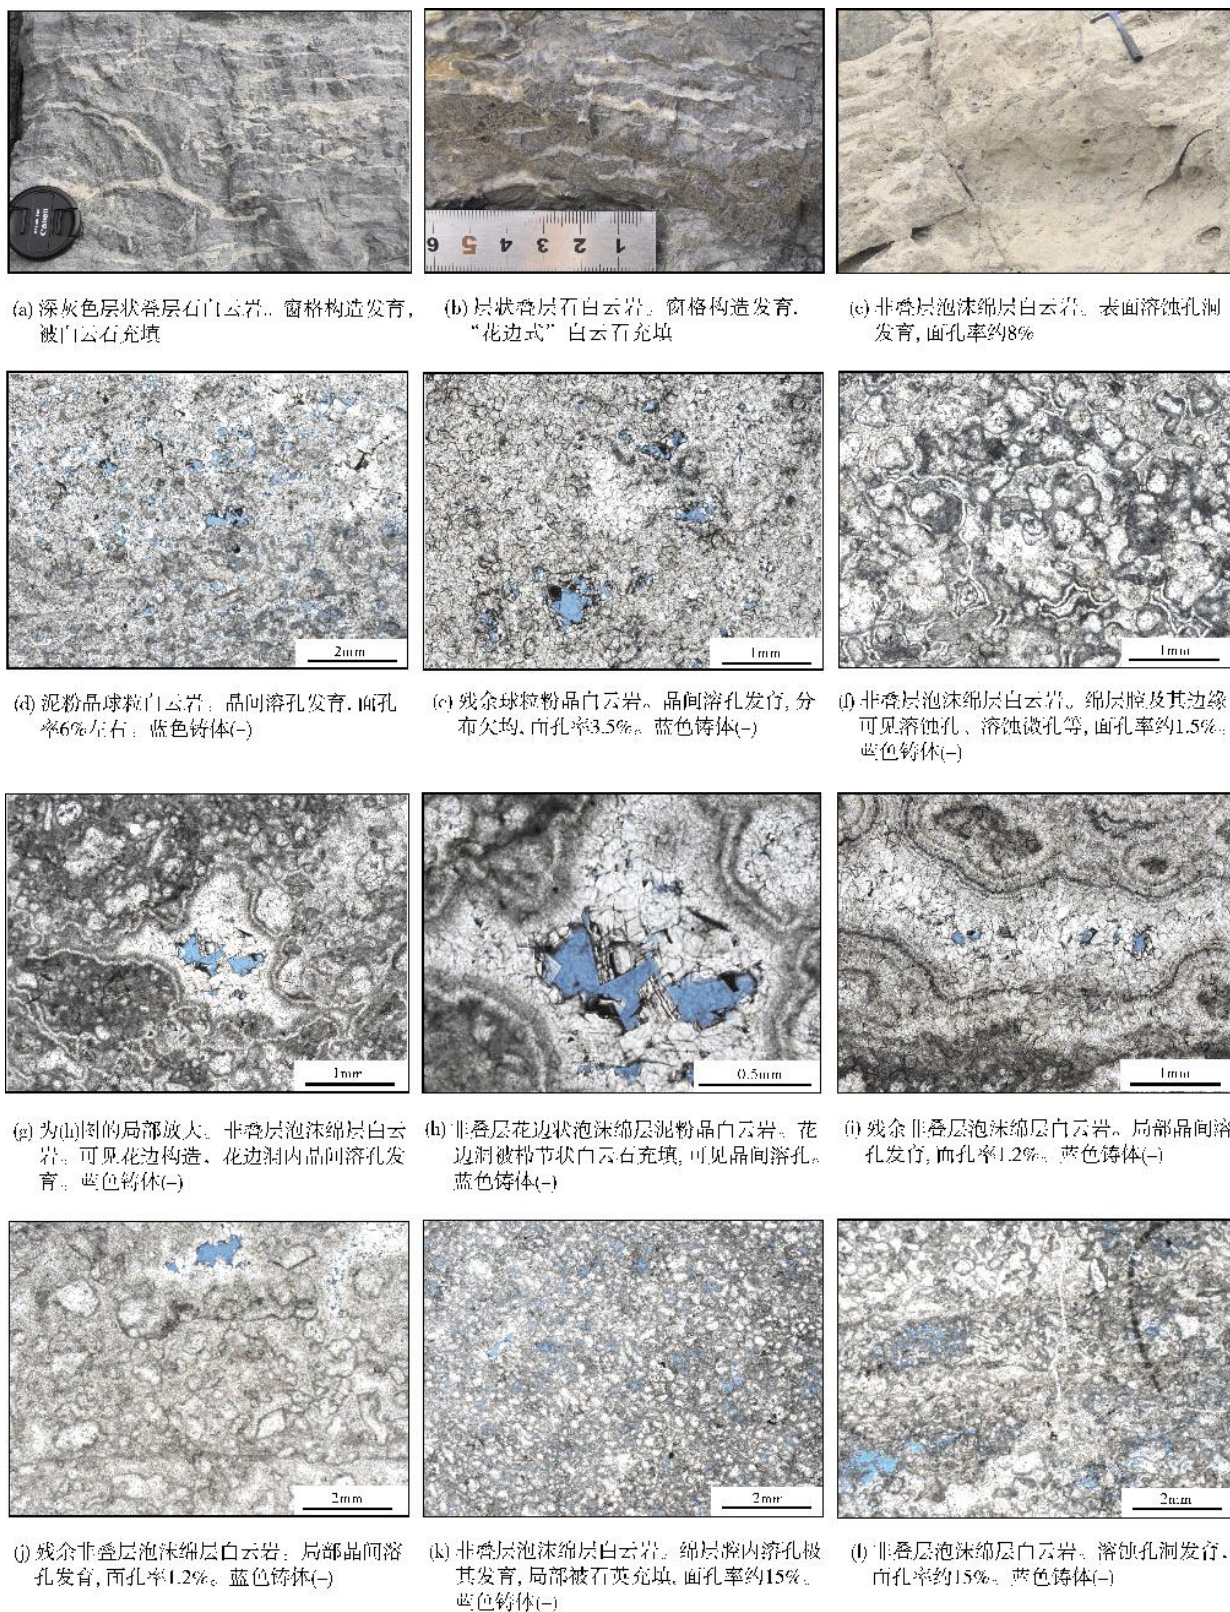 Canon
6 5 4 3 2 1
(a) 深灰色层状叠层石白云岩。窗格构造发育,
被白云石充填
(b) 层状叠层石白云岩。窗格构造发育,
“花边式”白云石充填
(c) 非叠层泡沫绵层白云岩。表面溶蚀孔洞
发育, 面孔率约8%
2mm
1mm
1mm
(d) 泥粉晶球粒白云岩。晶间溶孔发育, 面孔
率6%左右。蓝色铸体(–)
(e) 残余球粒粉晶白云岩。晶间溶孔发育, 分
布欠均, 面孔率3.5%。蓝色铸体(–)
(f) 非叠层泡沫绵层白云岩。绵层腔及其边缘
可见溶蚀孔、溶蚀微孔等, 面孔率约1.5%。
蓝色铸体(–)
1mm
0.5mm
1mm
(g) 为(h)图的局部放大。非叠层泡沫绵层白云
岩。可见花边构造、花边洞内晶间溶孔发
育。蓝色铸体(–)
(h) 非叠层花边状泡沫绵层泥粉晶白云岩。花
边洞被栉节状白云石充填, 可见晶间溶孔。
蓝色铸体(–)
(i) 残余非叠层泡沫绵层白云岩。局部晶间溶
孔发育, 面孔率1.2%。蓝色铸体(–)
2mm
2mm
2mm
(j) 残余非叠层泡沫绵层白云岩。局部晶间溶
孔发育, 面孔率1.2%。蓝色铸体(–)
(k) 非叠层泡沫绵层白云岩。绵层腔内溶孔极
其发育, 局部被石英充填, 面孔率约15%。
蓝色铸体(–)
(l) 非叠层泡沫绵层白云岩。溶蚀孔洞发育,
面孔率约15%。蓝色铸体(–)